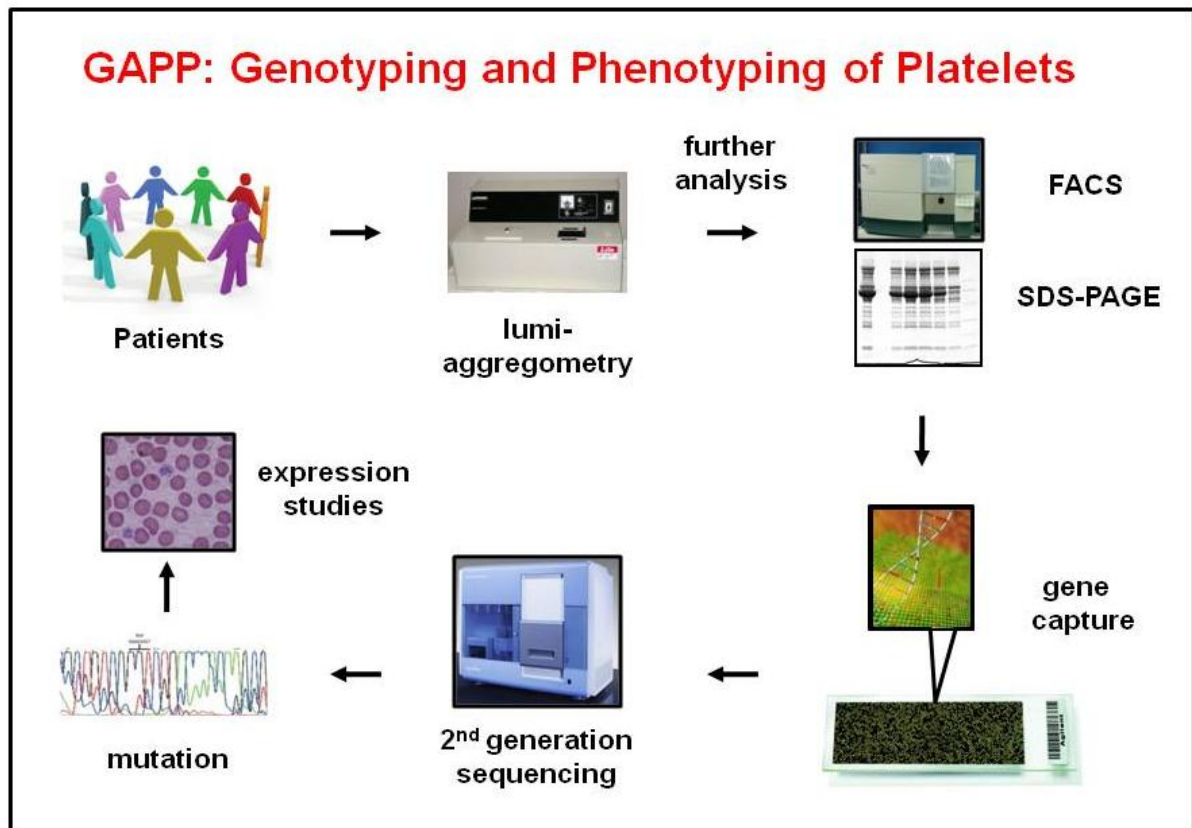 GAPP: Genotyping and Phenotyping of Platelets
further
analysis
FACS
SDS-PAGE
Patients
lumi-
aggregometry
expression
studies
gene
capture
Agilent
2nd generation
sequencing
mutation